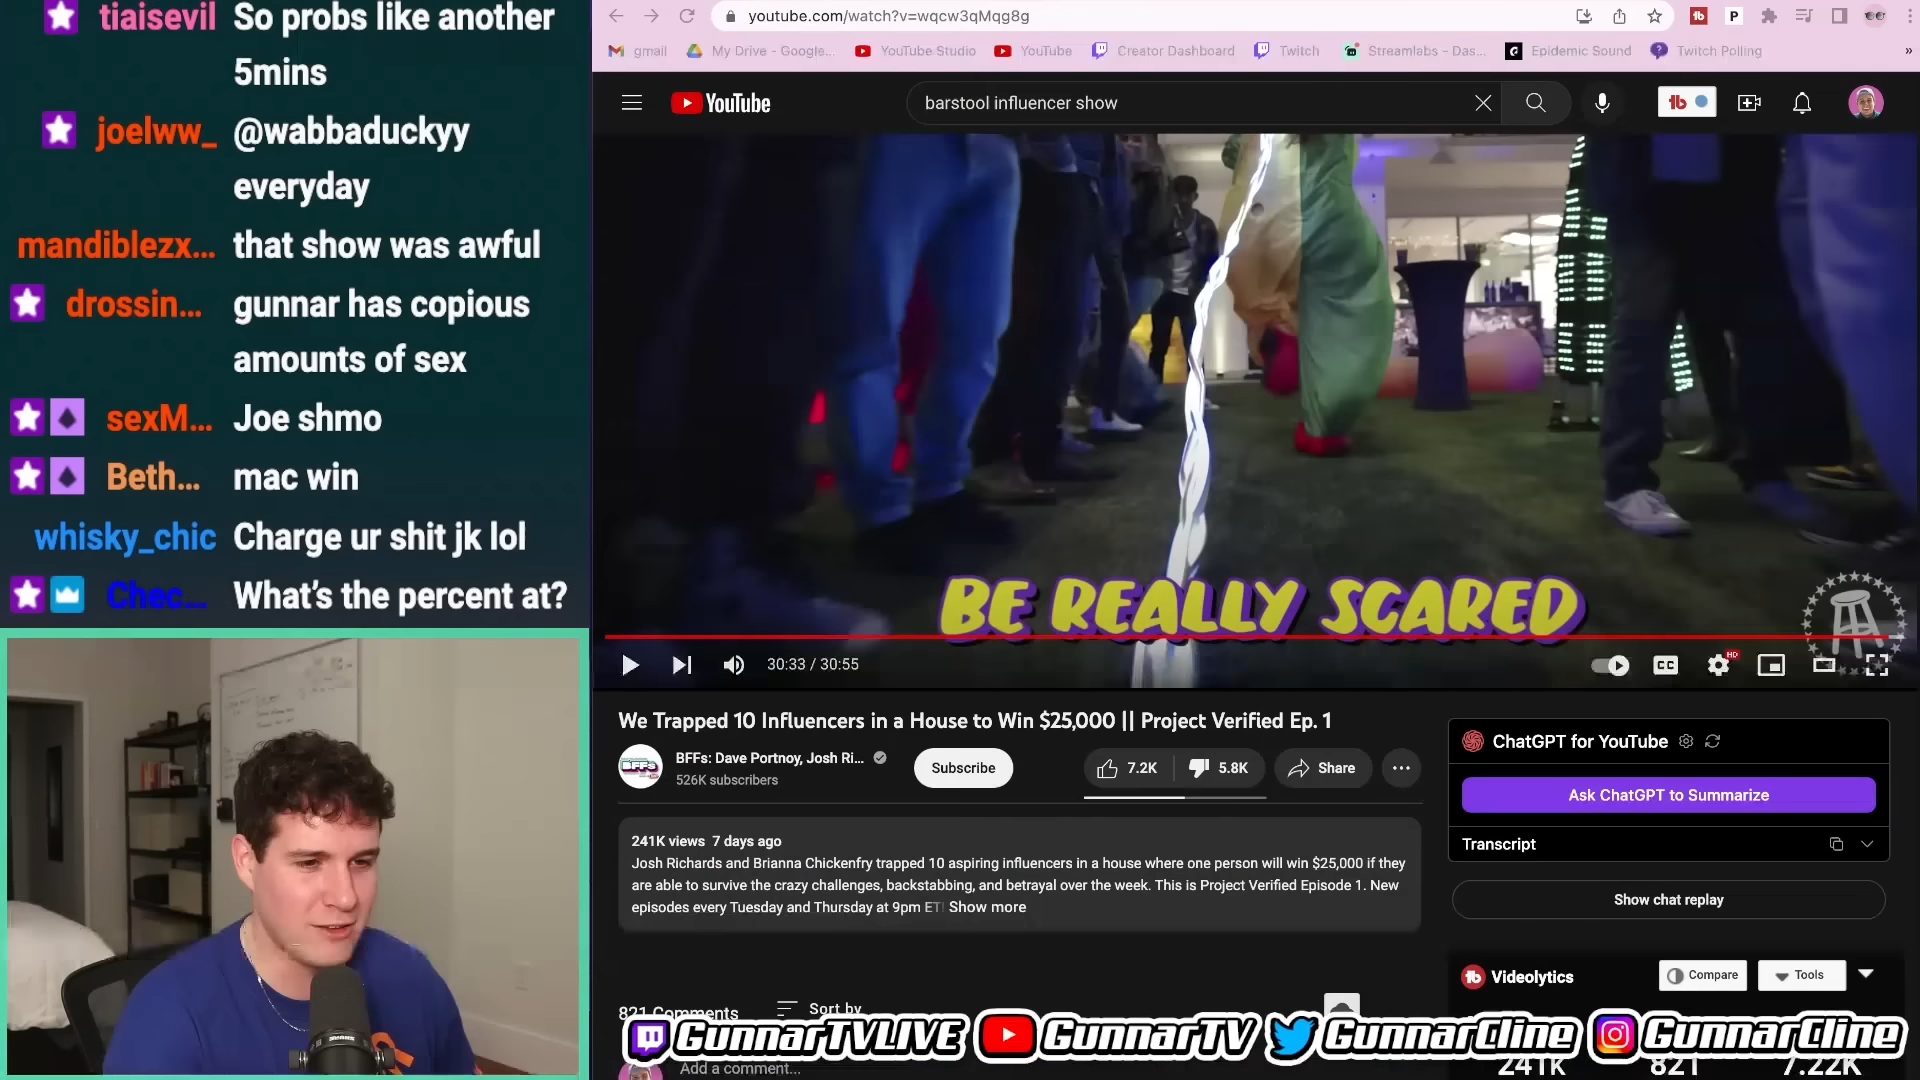 tiaisevil So probs like another
5mins
joelww_ @wabbaduckyy
everyday
mandiblezx... that show was awful
drossin... gunnar has copious
amounts of sex
sexM... Joe shmo
Beth... mac win
whisky_chic Charge ur shit jk lol
Chec... What's the percent at?
youtube.com/watch?v=wqcw3qMqg8g
gmail My Drive - Google... YouTube Studio YouTube Creator Dashboard Twitch Streamlabs - Das... Epidemic Sound Twitch Polling »
YouTube barstool influencer show
BE REALLY SCARED
30:33 / 30:55
CC HD
We Trapped 10 Influencers in a House to Win $25,000 || Project Verified Ep. 1
BFFs: Dave Portnoy, Josh Ri...
526K subscribers
Subscribe
7.2K 5.8K Share
241K views 7 days ago
Josh Richards and Brianna Chickenfry trapped 10 aspiring influencers in a house where one person will win $25,000 if they
are able to survive the crazy challenges, backstabbing, and betrayal over the week. This is Project Verified Episode 1. New
episodes every Tuesday and Thursday at 9pm ET! Show more
821 Comments Sort by
Add a comment...
ChatGPT for YouTube
Ask ChatGPT to Summarize
Transcript
Show chat replay
Videolytics Compare Tools
GunnarTVLIVE GunnarTV GunnarCline GunnarCline
241K 821 7.22K